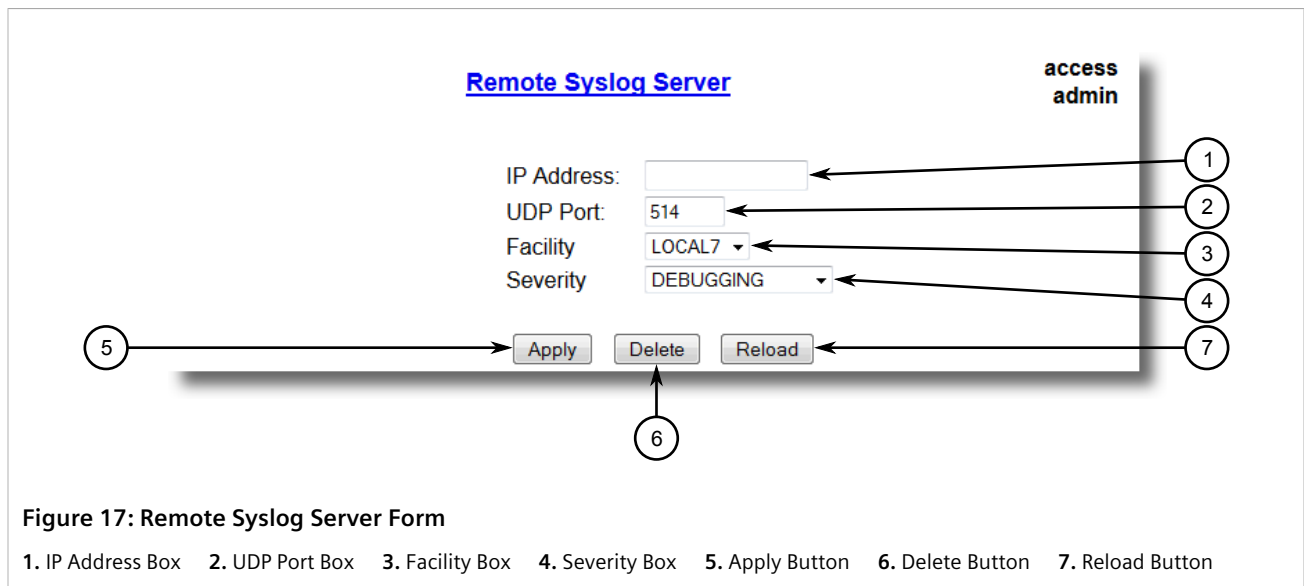 Remote Syslog Server
access
admin
IP Address:
1
UDP Port: 514
2
Facility LOCAL7
3
Severity DEBUGGING
4
5
Apply Delete Reload
7
6
Figure 17: Remote Syslog Server Form
1. IP Address Box 2. UDP Port Box 3. Facility Box 4. Severity Box 5. Apply Button 6. Delete Button 7. Reload Button